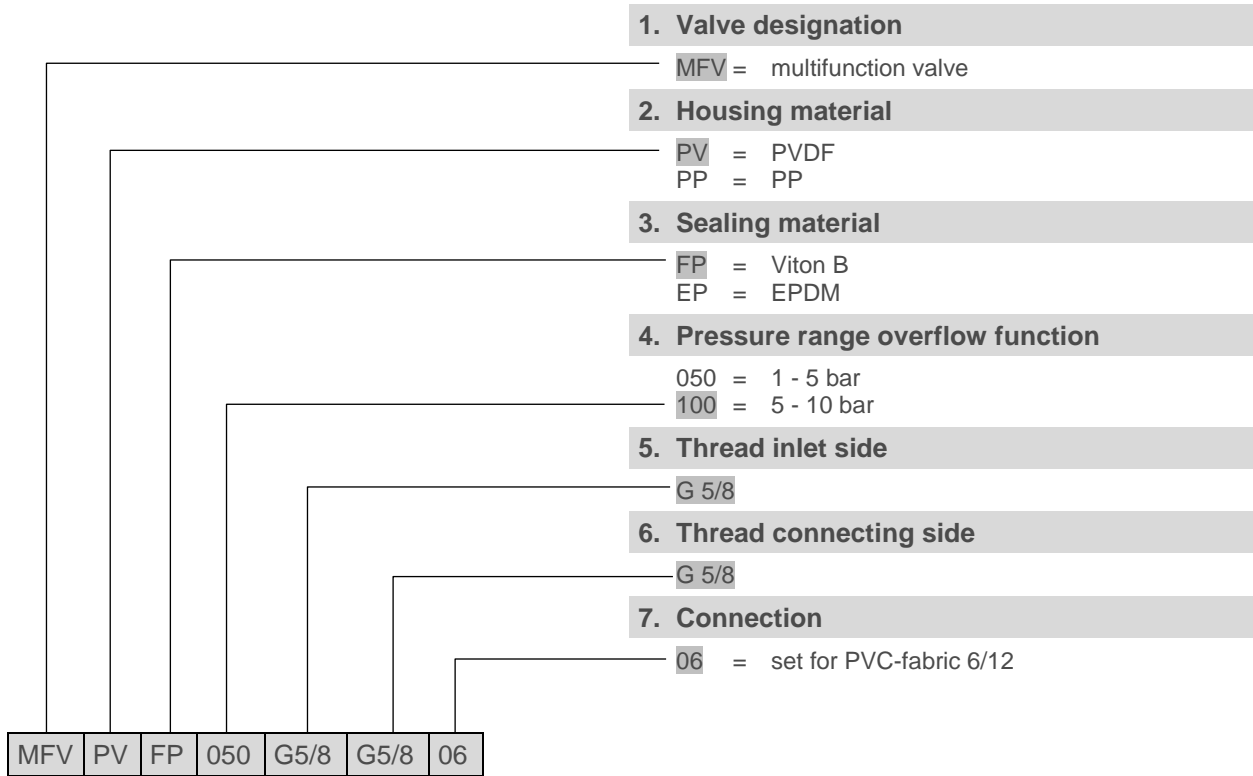 1. Valve designation
MFV = multifunction valve
2. Housing material
PV = PVDF
PP = PP
3. Sealing material
FP = Viton B
EP = EPDM
4. Pressure range overflow function
050 = 1 - 5 bar
100 = 5 - 10 bar
5. Thread inlet side
G 5/8
6. Thread connecting side
G 5/8
7. Connection
06 = set for PVC-fabric 6/12
MFV PV FP 050 G5/8 G5/8 06